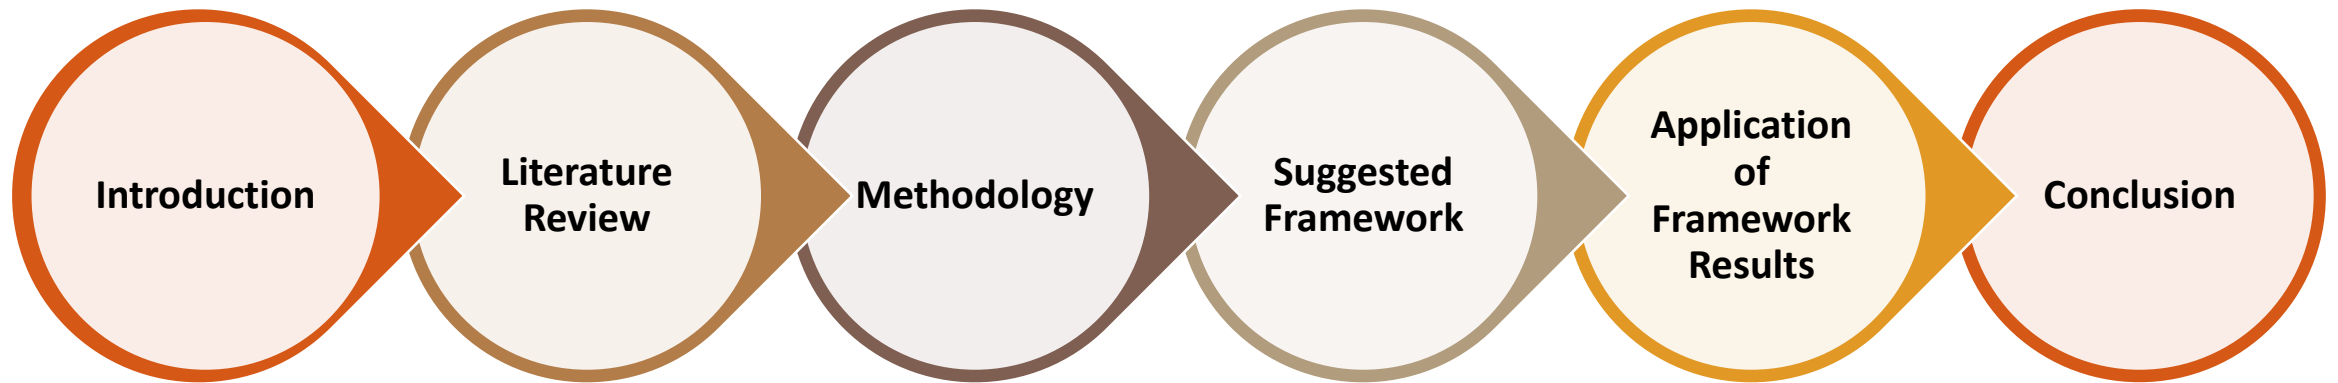 Introduction
Literature
Review
Methodology
Suggested
Framework
Application
of
Framework
Results
Conclusion